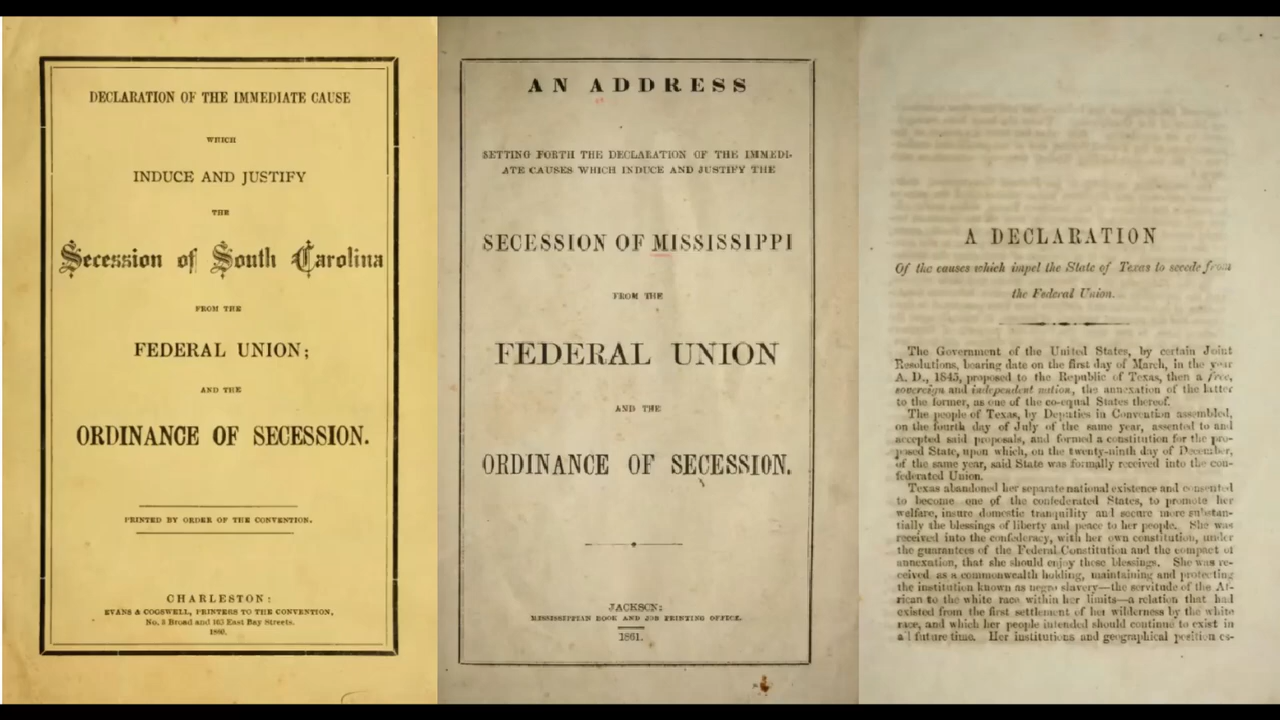 DECLARATION OF THE IMMEDIATE CAUSE
WHICH
INDUCE AND JUSTIFY
THE
Secession of South Carolina
FROM THE
FEDERAL UNION;
AND THE
ORDINANCE OF SECESSION.
PRINTED BY ORDER OF THE CONVENTION.
CHARLESTON:
EVANS & COGSWELL, PRINTERS TO THE CONVENTION,
No. 3 Broad and 103 East Bay Streets.
1860.
AN ADDRESS
SETTING FORTH THE DECLARATION OF THE IMMEDI-
ATE CAUSES WHICH INDUCE AND JUSTIFY THE
SECESSION OF MISSISSIPPI
FROM THE
FEDERAL UNION
AND THE
ORDINANCE OF SECESSION.
JACKSON:
MISSISSIPPIAN BOOK AND JOB PRINTING OFFICE.
1861.
A DECLARATION
Of the causes which impel the State of Texas to secede from
the Federal Union.
The Government of the United States, by certain Joint
Resolutions, bearing date on the first day of March, in the year
A. D., 1845, proposed to the Republic of Texas, then a free,
sovereign and independent nation, the annexation of the latter
to the former, as one of the co-equal States thereof.
The people of Texas, by Deputies in Convention assembled,
on the fourth day of July of the same year, assented to and
accepted said proposals, and formed a constitution for the pro-
posed State, upon which, on the twenty-ninth day of December,
of the same year, said State was formally received into the con-
federated Union.
Texas abandoned her separate national existence and consented
to become one of the confederated States, to promote her
welfare, insure domestic tranquility and secure more substan-
tially the blessings of liberty and peace to her people. She was
received into the confederacy, with her own constitution, under
the guarantees of the Federal Constitution and the compact of
annexation, that she should enjoy these blessings. She was re-
ceived as a commonwealth holding, maintaining and protecting
the institution known as negro slavery—the servitude of the Af-
rican to the white race within her limits—a relation that had
existed from the first settlement of her wilderness by the white
race, and which her people intended should continue to exist in
all future time. Her institutions and geographical position es-